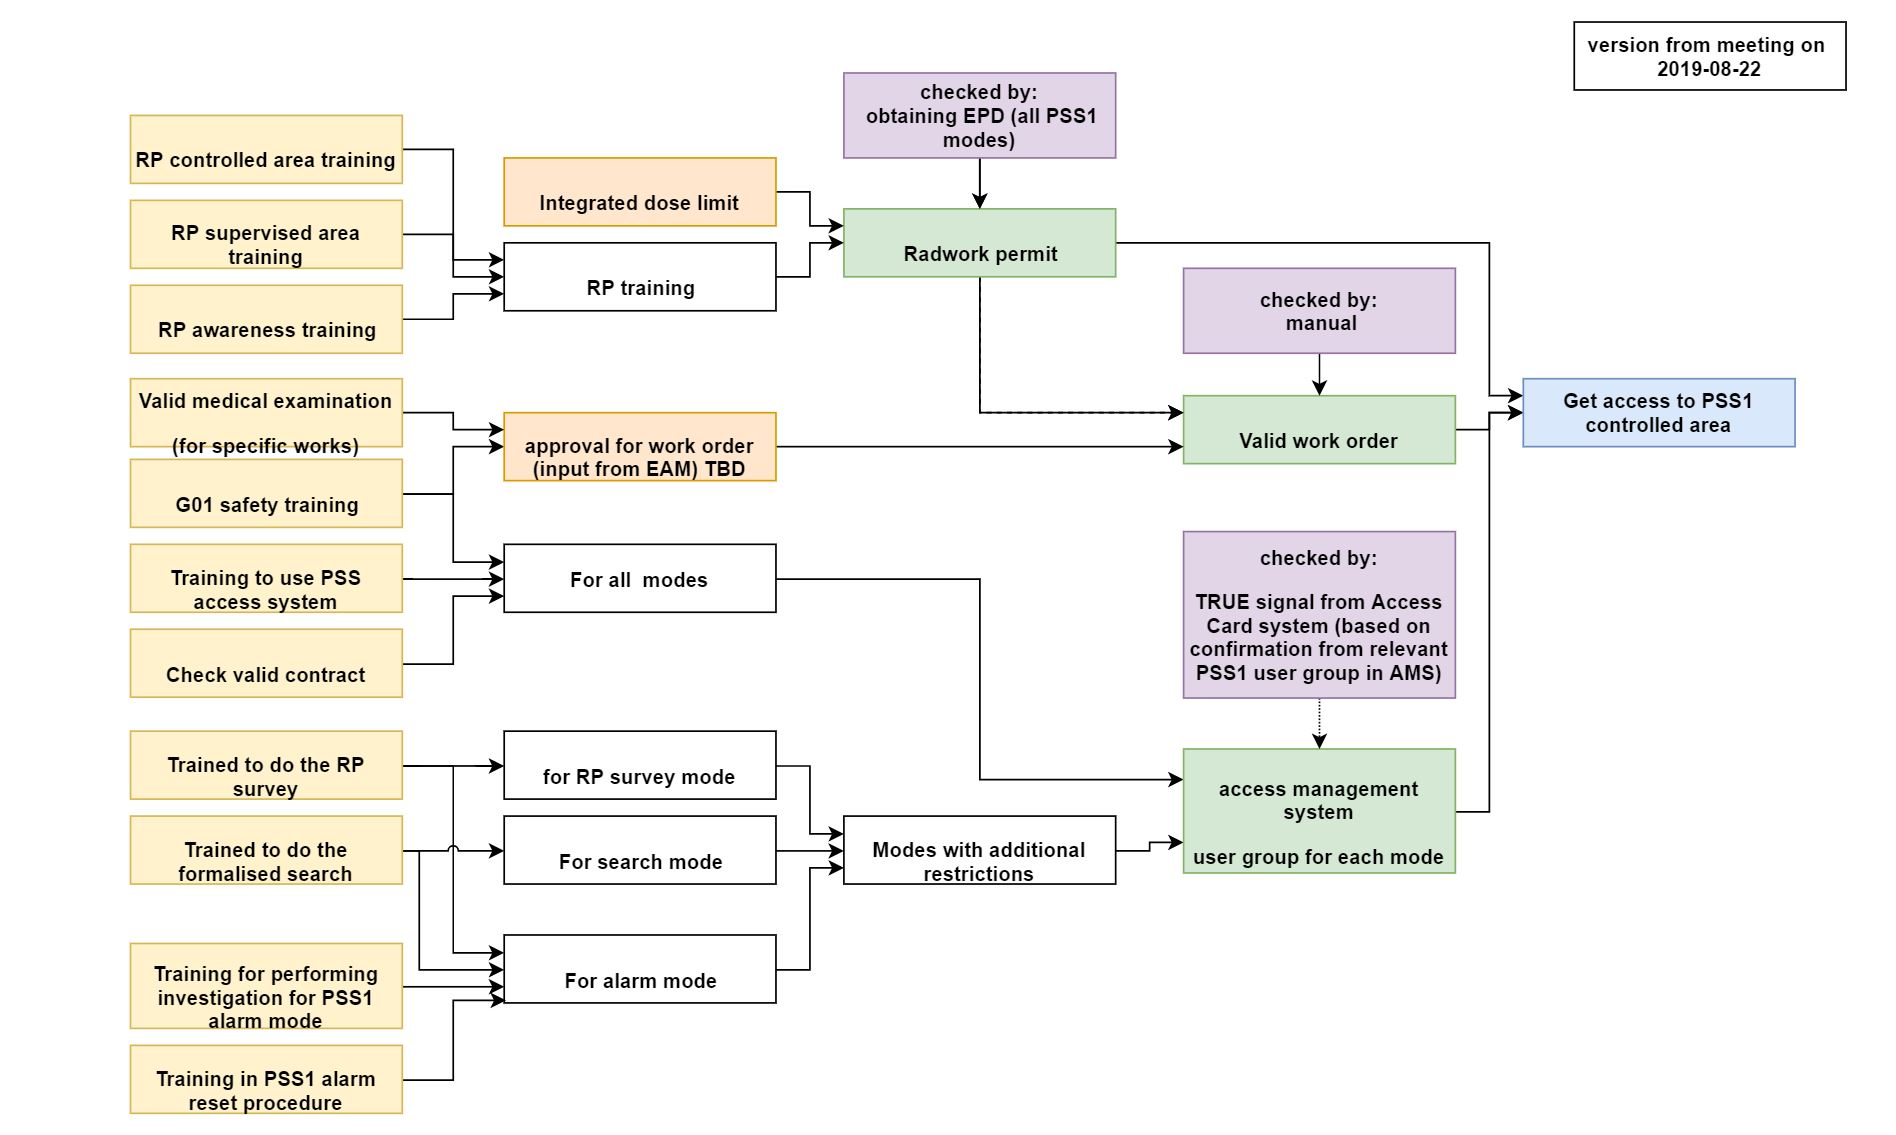 version from meeting on
2019-08-22
checked by:
obtaining EPD (all PSS1
modes)
RP controlled area training
Integrated dose limit
RP supervised area
training
Radwork permit
RP training
checked by:
manual
RP awareness training
Valid medical examination
(for specific works)
Get access to PSS1
controlled area
approval for work order
(input from EAM) TBD
Valid work order
G01 safety training
Training to use PSS
access system
For all  modes
checked by:
TRUE signal from Access
Card system (based on
confirmation from relevant
PSS1 user group in AMS)
Check valid contract
Trained to do the RP
survey
for RP survey mode
access management
system
user group for each mode
Trained to do the
formalised search
For search mode
Modes with additional
restrictions
Training for performing
investigation for PSS1
alarm mode
For alarm mode
Training in PSS1 alarm
reset procedure